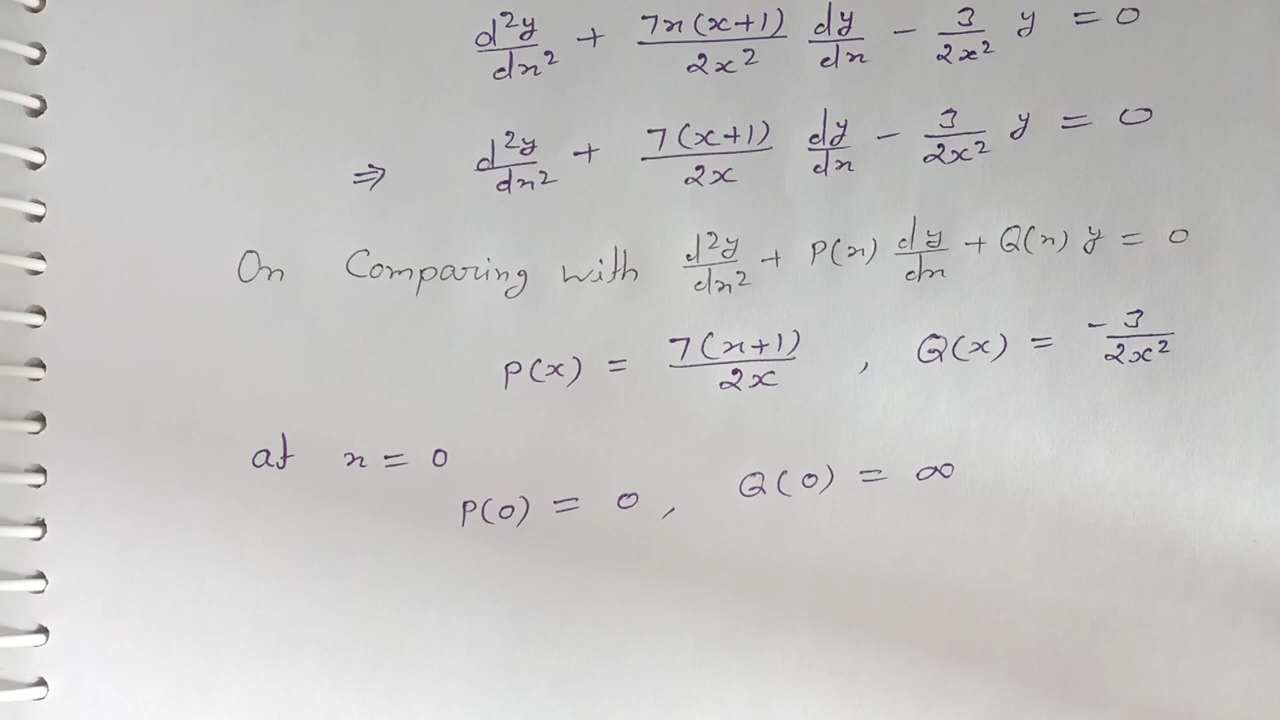 d²y/dx² + 7x(x+1)/2x² dy/dx - 3/2x² y = 0
⇒ d²y/dx² + 7(x+1)/2x dy/dx - 3/2x² y = 0
On Comparing with d²y/dx² + P(x) dy/dx + Q(x) y = 0
P(x) = 7(x+1)/2x , Q(x) = -3/2x²
at x = 0
P(0) = 0 , Q(0) = ∞